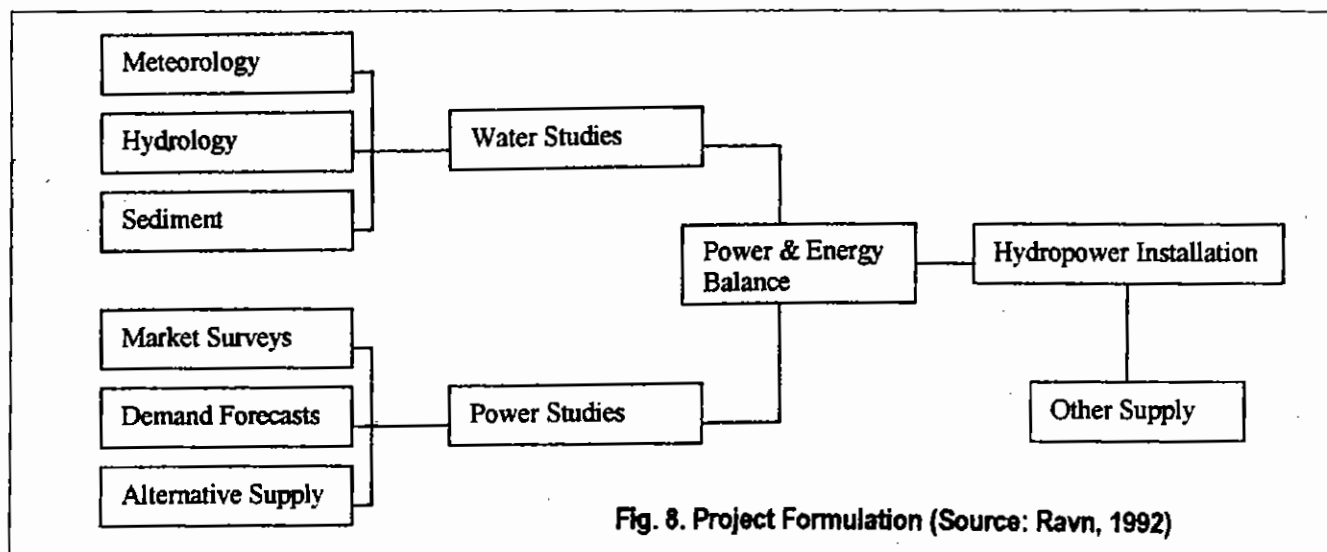 Meteorology
Hydrology
Sediment
Water Studies
Market Surveys
Demand Forecasts
Alternative Supply
Power Studies
Power & Energy
Balance
Hydropower Installation
Other Supply
Fig. 8. Project Formulation (Source: Ravn, 1992)